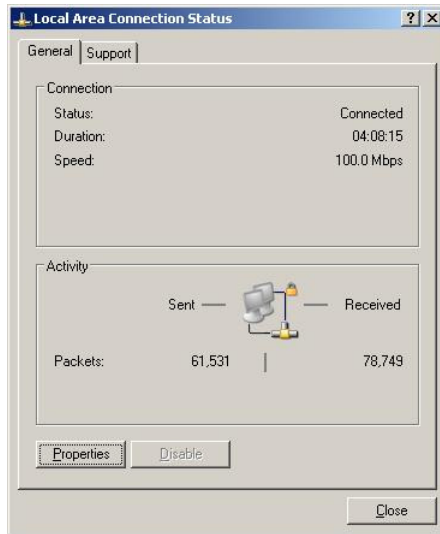 Local Area Connection Status
General Support
Connection
Status: Connected
Duration: 04:08:15
Speed: 100.0 Mbps
Activity
Sent Received
Packets: 61,531 78,749
Properties Disable
Close